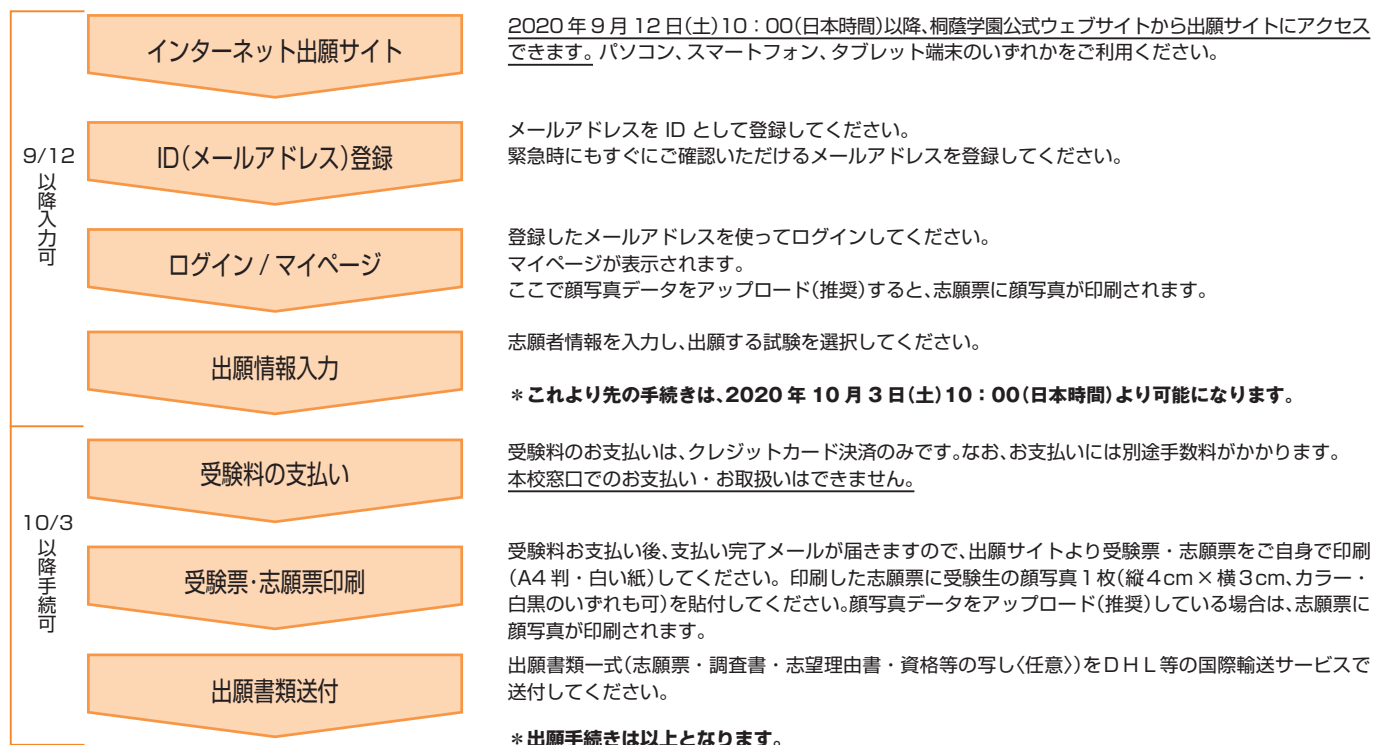 インターネット出願サイト
2020年9月12日(土)10：00(日本時間)以降、桐蔭学園公式ウェブサイトから出願サイトにアクセス
できます。パソコン、スマートフォン、タブレット端末のいずれかをご利用ください。
9/12
以降入力可
ID(メールアドレス)登録
メールアドレスを ID として登録してください。
緊急時にもすぐにご確認いただけるメールアドレスを登録してください。
ログイン / マイページ
登録したメールアドレスを使ってログインしてください。
マイページが表示されます。
ここで顔写真データをアップロード(推奨)すると、志願票に顔写真が印刷されます。
出願情報入力
志願者情報を入力し、出願する試験を選択してください。
＊これより先の手続きは、2020 年 10 月 3 日(土)10：00(日本時間)より可能になります。
10/3
以降手続可
受験料の支払い
受験料のお支払いは、クレジットカード決済のみです。なお、お支払いには別途手数料がかかります。
本校窓口でのお支払い・お取扱いはできません。
受験票・志願票印刷
受験料お支払い後、支払い完了メールが届きますので、出願サイトより受験票・志願票をご自身で印刷
(A4 判・白い紙)してください。印刷した志願票に受験生の顔写真1枚(縦4cm×横3cm、カラー・
白黒のいずれも可)を貼付してください。顔写真データをアップロード(推奨)している場合は、志願票に
顔写真が印刷されます。
出願書類送付
出願書類一式(志願票・調査書・志望理由書・資格等の写し〈任意〉)をＤＨＬ等の国際輸送サービスで
送付してください。
＊出願手続きは以上となります。